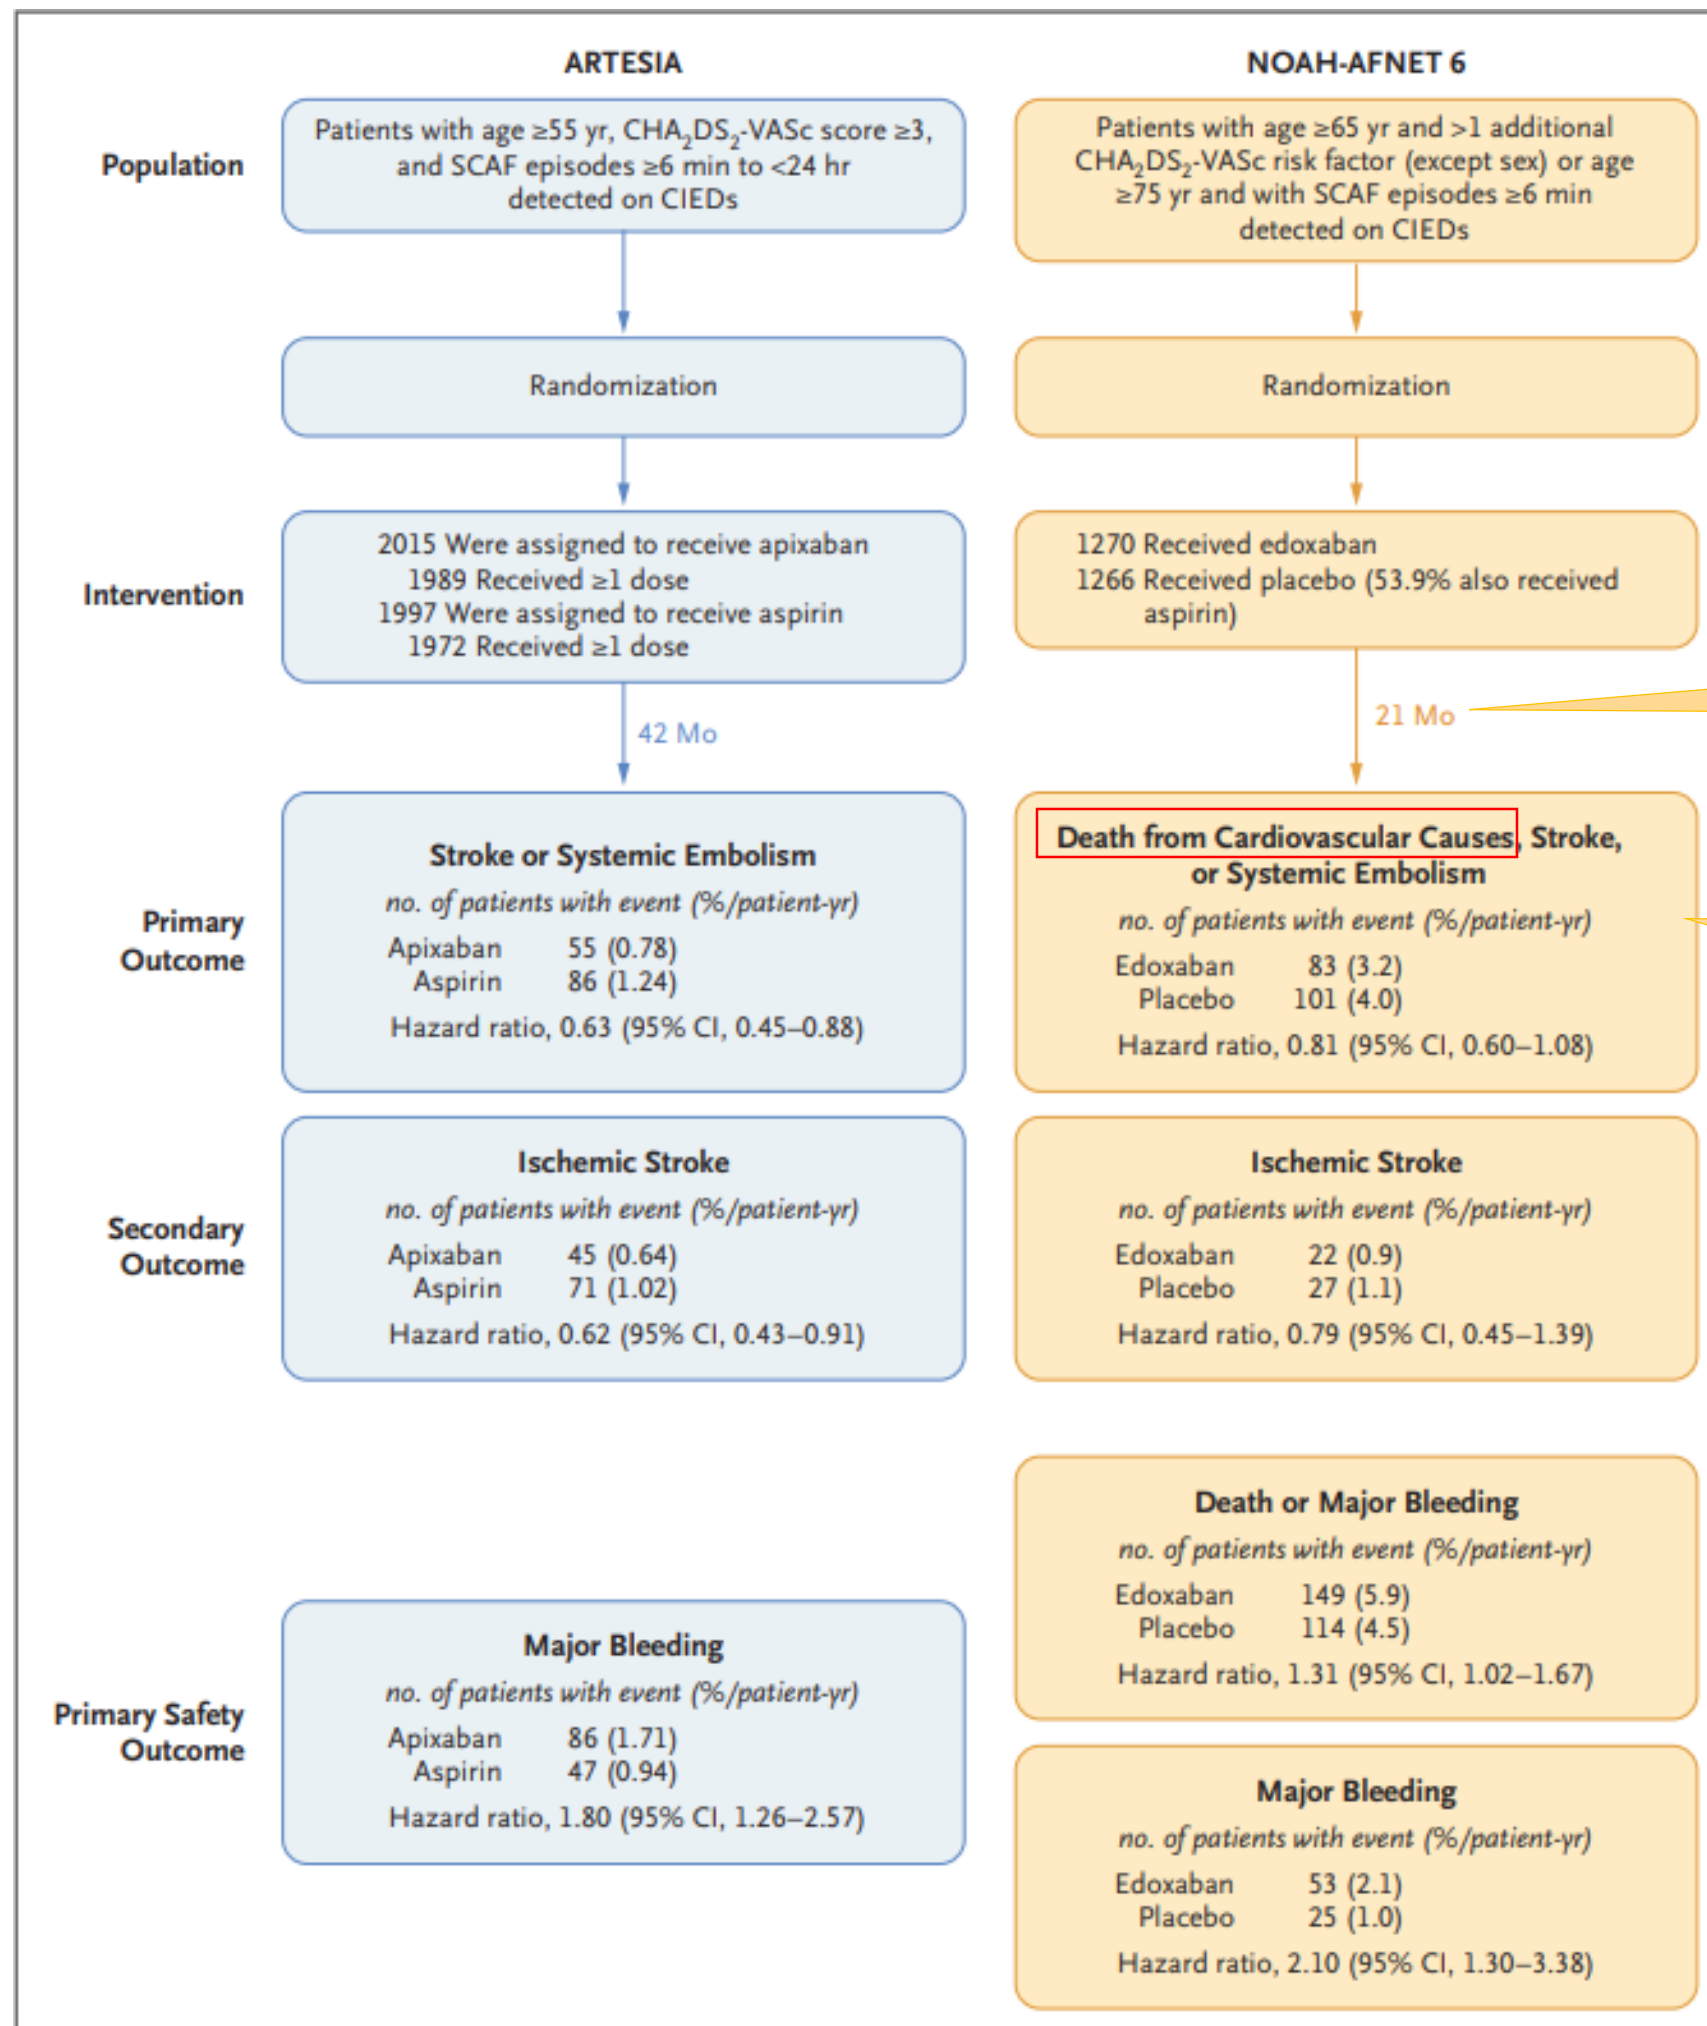 ARTESIA
NOAH-AFNET 6
Population
Patients with age ≥55 yr, CHA₂DS₂-VASc score ≥3,
and SCAF episodes ≥6 min to <24 hr
detected on CIEDs
Patients with age ≥65 yr and >1 additional
CHA₂DS₂-VASc risk factor (except sex) or age
≥75 yr and with SCAF episodes ≥6 min
detected on CIEDs
Randomization
Randomization
Intervention
2015 Were assigned to receive apixaban
1989 Received ≥1 dose
1997 Were assigned to receive aspirin
1972 Received ≥1 dose
1270 Received edoxaban
1266 Received placebo (53.9% also received
aspirin)
42 Mo
21 Mo
Primary
Outcome
Stroke or Systemic Embolism
no. of patients with event (%/patient-yr)
Apixaban 55 (0.78)
Aspirin 86 (1.24)
Hazard ratio, 0.63 (95% CI, 0.45–0.88)
Death from Cardiovascular Causes, Stroke,
or Systemic Embolism
no. of patients with event (%/patient-yr)
Edoxaban 83 (3.2)
Placebo 101 (4.0)
Hazard ratio, 0.81 (95% CI, 0.60–1.08)
Secondary
Outcome
Ischemic Stroke
no. of patients with event (%/patient-yr)
Apixaban 45 (0.64)
Aspirin 71 (1.02)
Hazard ratio, 0.62 (95% CI, 0.43–0.91)
Ischemic Stroke
no. of patients with event (%/patient-yr)
Edoxaban 22 (0.9)
Placebo 27 (1.1)
Hazard ratio, 0.79 (95% CI, 0.45–1.39)
Primary Safety
Outcome
Major Bleeding
no. of patients with event (%/patient-yr)
Apixaban 86 (1.71)
Aspirin 47 (0.94)
Hazard ratio, 1.80 (95% CI, 1.26–2.57)
Death or Major Bleeding
no. of patients with event (%/patient-yr)
Edoxaban 149 (5.9)
Placebo 114 (4.5)
Hazard ratio, 1.31 (95% CI, 1.02–1.67)
Major Bleeding
no. of patients with event (%/patient-yr)
Edoxaban 53 (2.1)
Placebo 25 (1.0)
Hazard ratio, 2.10 (95% CI, 1.30–3.38)